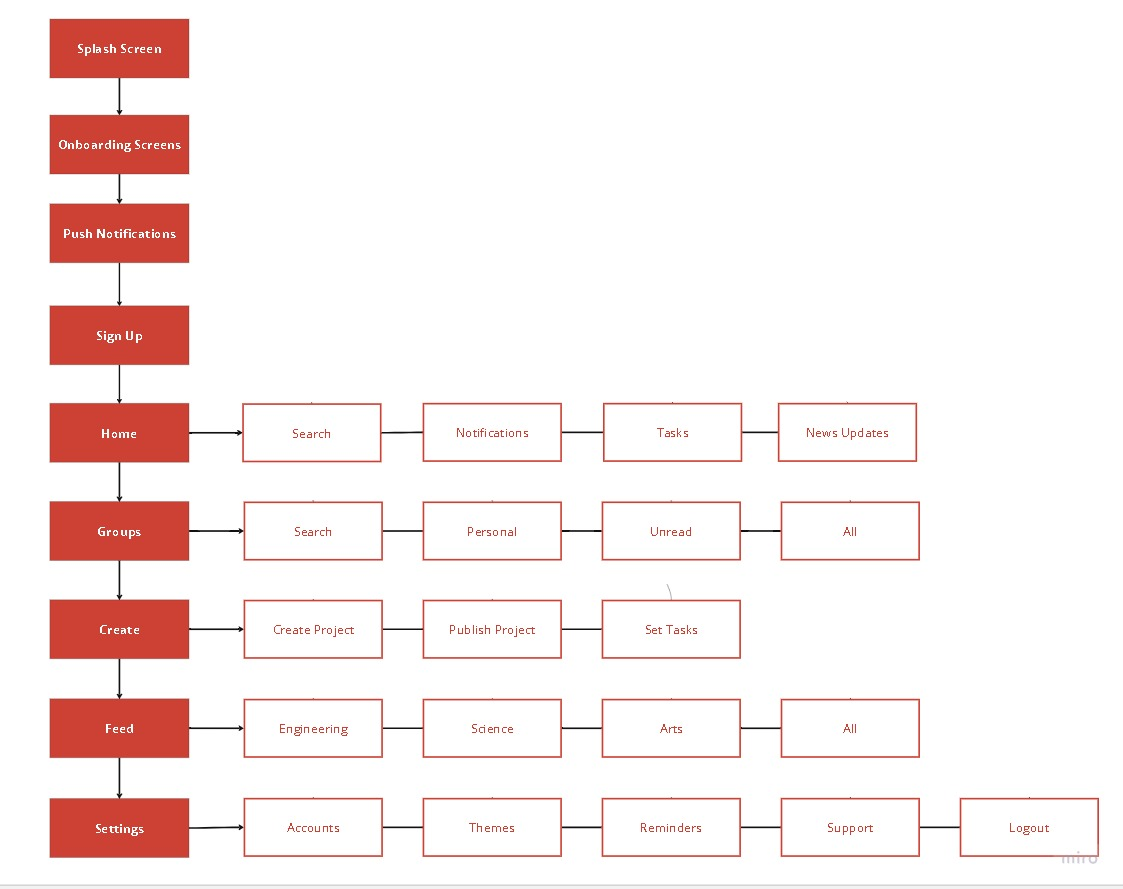 Splash Screen
Onboarding Screens
Push Notifications
Sign Up
Home
Search
Notifications
Tasks
News Updates
Groups
Search
Personal
Unread
All
Create
Create Project
Publish Project
Set Tasks
Feed
Engineering
Science
Arts
All
Settings
Accounts
Themes
Reminders
Support
Logout
miro